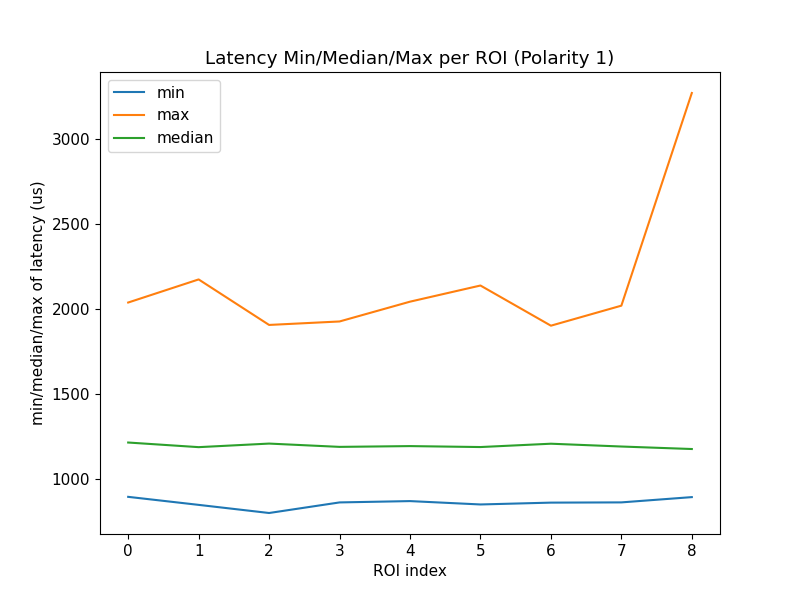 Latency Min/Median/Max per ROI (Polarity 1)
min
max
median
min/median/max of latency (us)
3000
2500
2000
1500
1000
0 1 2 3 4 5 6 7 8
ROI index